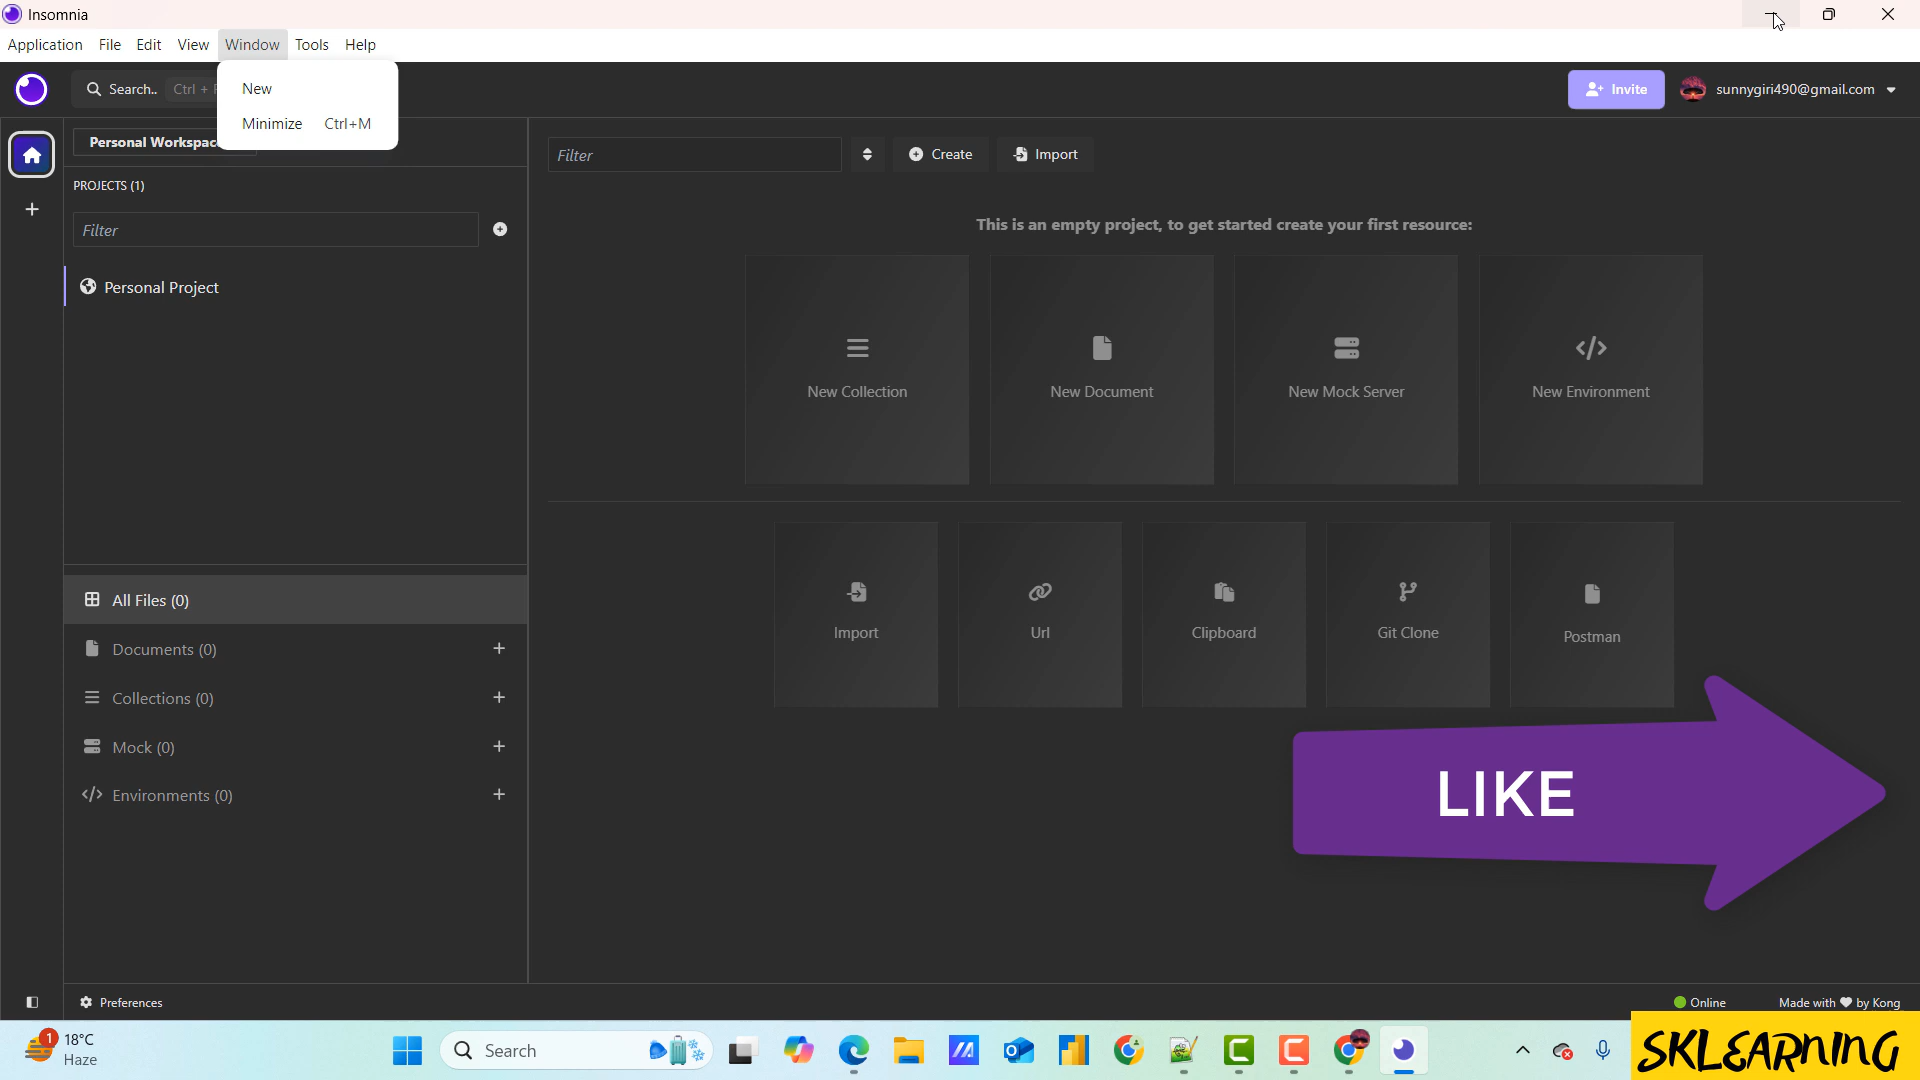 Insomnia
Application File Edit View Window Tools Help
Search.. Ctrl +
New
Minimize Ctrl+M
Invite
sunnygiri490@gmail.com
Personal Workspac
Filter
Create
Import
PROJECTS (1)
Filter
Personal Project
This is an empty project, to get started create your first resource:
New Collection
New Document
New Mock Server
New Environment
Import
Url
Clipboard
Git Clone
Postman
All Files (0)
Documents (0)
Collections (0)
Mock (0)
Environments (0)
LIKE
Preferences
Online
Made with ❤ by Kong
1
18°C
Haze
Search
SKLEARNING